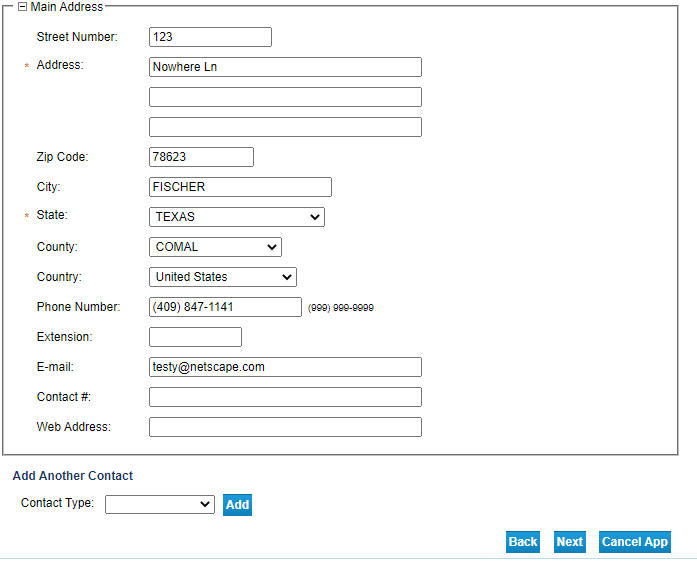 Main Address
Street Number: 123
* Address: Nowhere Ln
Zip Code: 78623
City: FISCHER
* State: TEXAS
County: COMAL
Country: United States
Phone Number: (409) 847-1141 (999) 999-9999
Extension:
E-mail: testy@netscape.com
Contact #:
Web Address:
Add Another Contact
Contact Type: Add
Back Next Cancel App